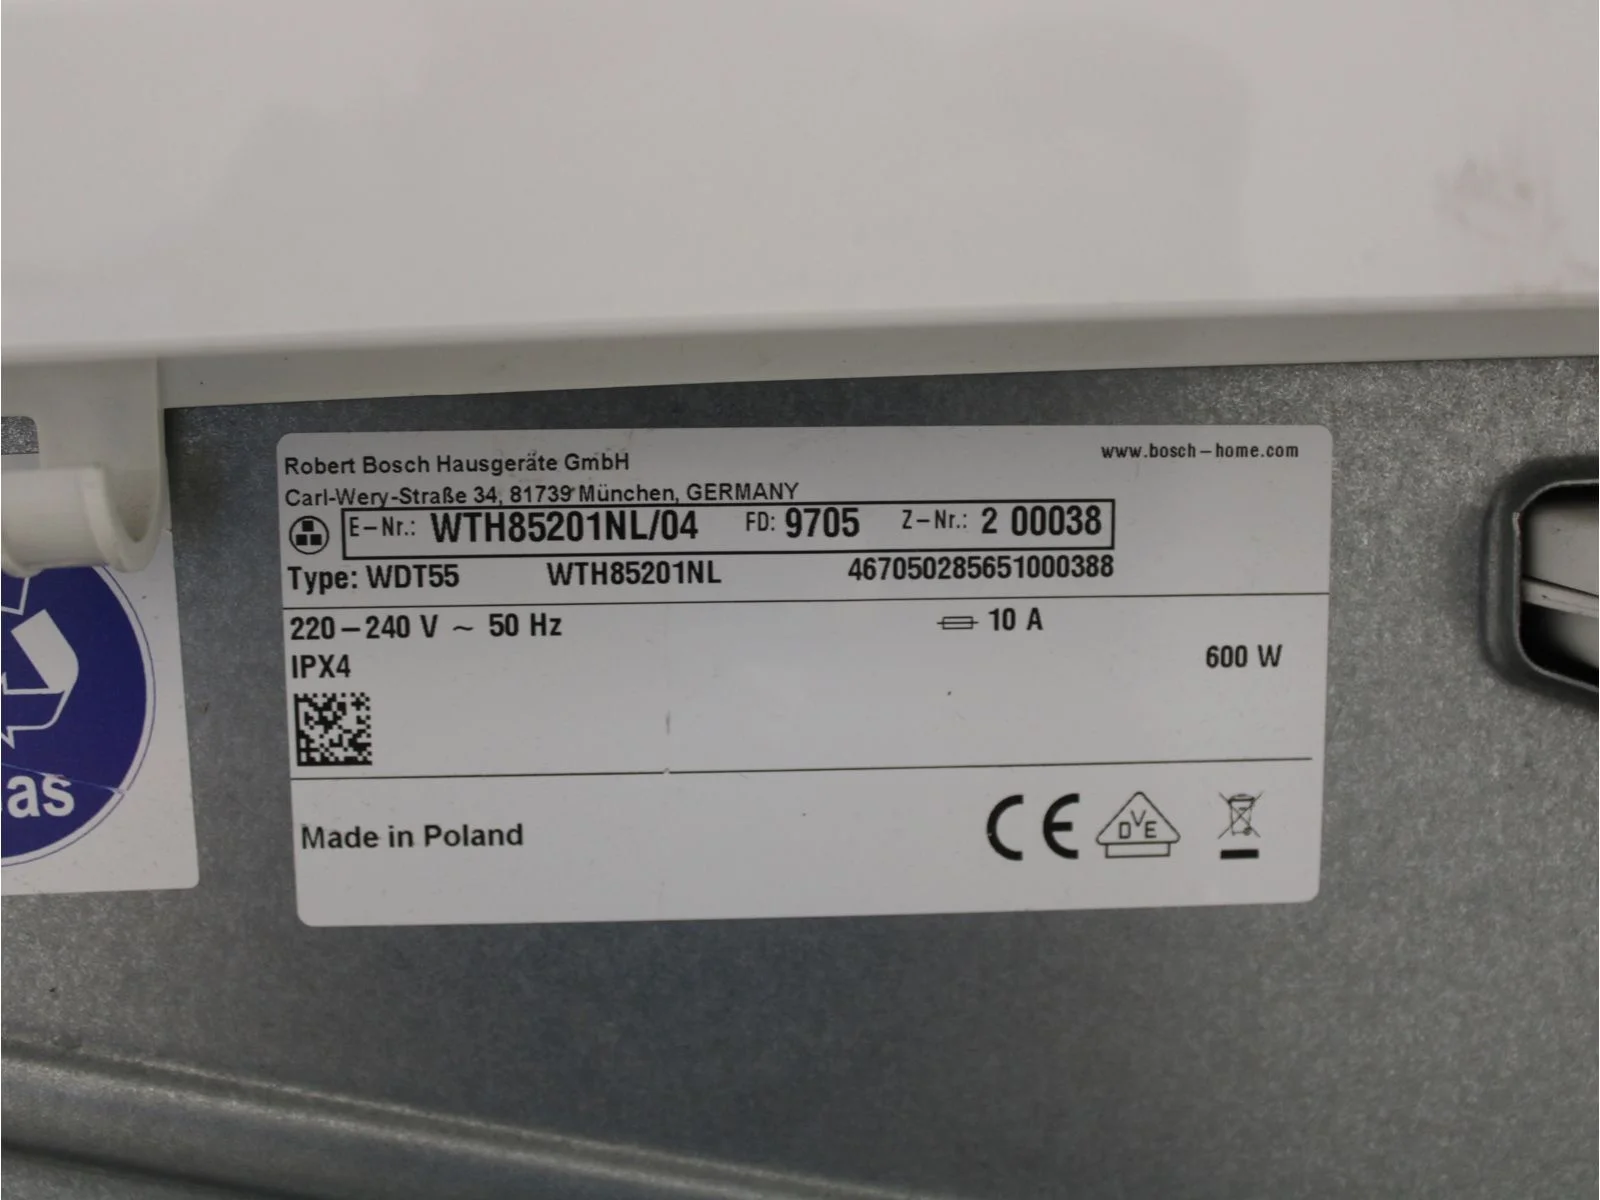 Robert Bosch Hausgeräte GmbH
www.bosch-home.com
Carl-Wery-Straße 34, 81739 München, GERMANY
E-Nr.: WTH85201NL/04 FD: 9705 Z-Nr.: 2 00038
Type: WDT55 WTH85201NL 467050285651000388
220-240 V ~ 50 Hz 10 A
IPX4 600 W
as
Made in Poland
CE DVE